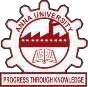 ANNA UNIVERSITY
PROGRESS THROUGH KNOWLEDGE